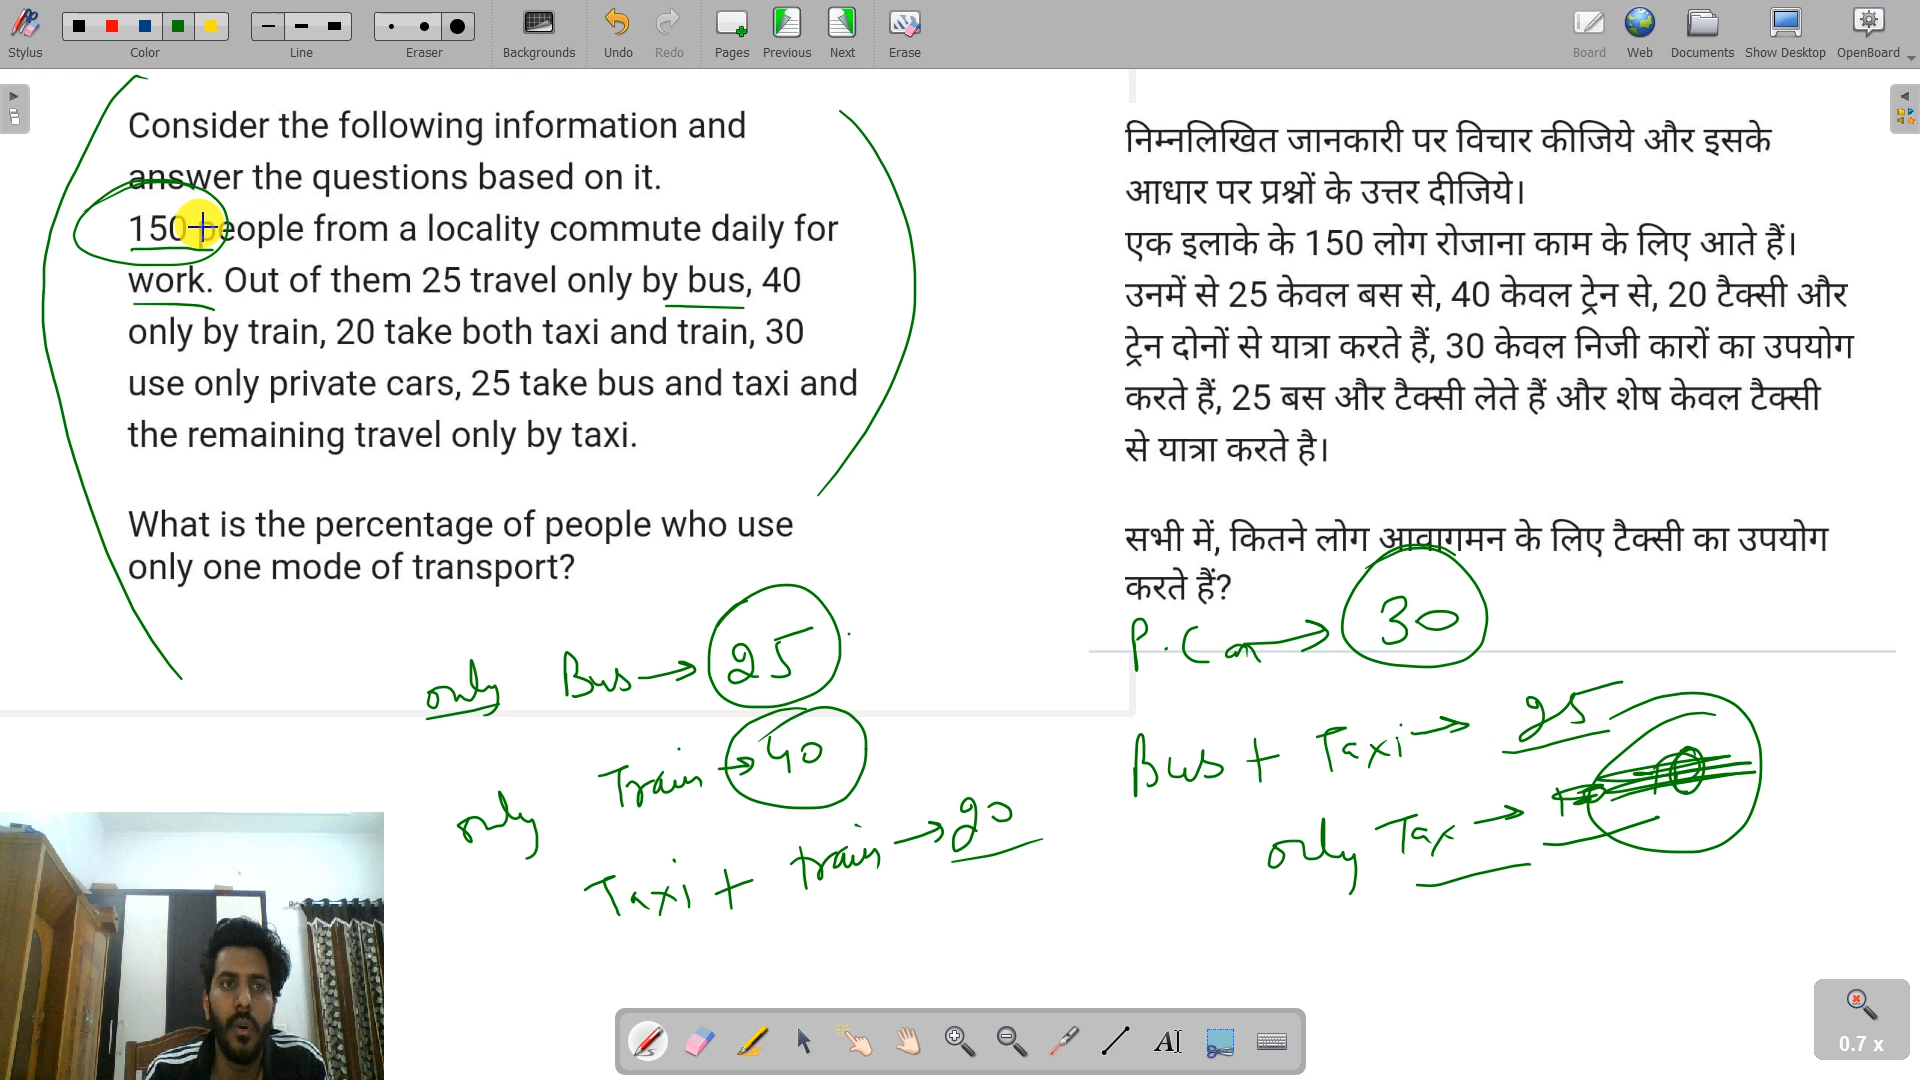 Stylus
Color
Line
Eraser
Backgrounds
Undo
Redo
Pages
Previous
Next
Erase
Board
Web
Documents
Show Desktop
OpenBoard
Consider the following information and
answer the questions based on it.
150 people from a locality commute daily for
work. Out of them 25 travel only by bus, 40
only by train, 20 take both taxi and train, 30
use only private cars, 25 take bus and taxi and
the remaining travel only by taxi.
What is the percentage of people who use
only one mode of transport?
निम्नलिखित जानकारी पर विचार कीजिये और इसके
आधार पर प्रश्नों के उत्तर दीजिये।
एक इलाके के 150 लोग रोजाना काम के लिए आते हैं।
उनमें से 25 केवल बस से, 40 केवल ट्रेन से, 20 टैक्सी और
ट्रेन दोनों से यात्रा करते हैं, 30 केवल निजी कारों का उपयोग
करते हैं, 25 बस और टैक्सी लेते हैं और शेष केवल टैक्सी
से यात्रा करते है।
सभी में, कितने लोग आवागमन के लिए टैक्सी का उपयोग
करते हैं?
only Bus → 25
only Train → 40
Taxi + train → 20
P. Car → 30
Bus + Taxi → 25
only Tax →
AI
0.7 x